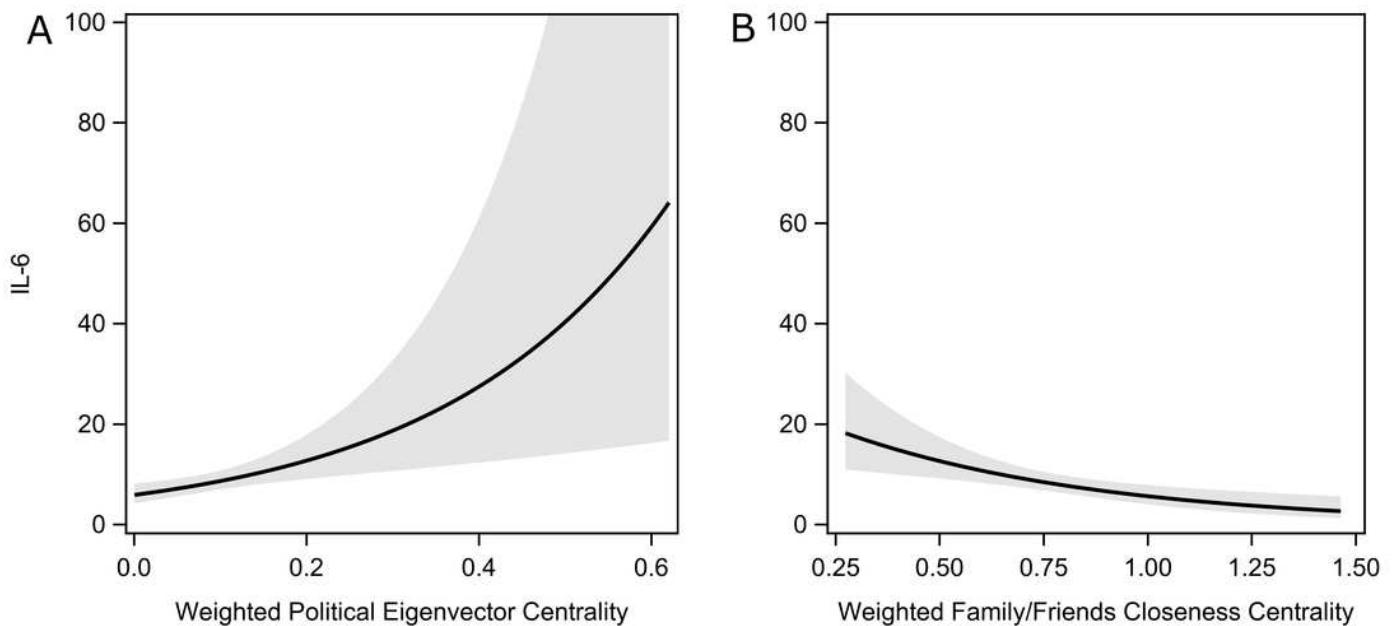 A
100
80
60
40
20
0
IL-6
0.0 0.2 0.4 0.6
Weighted Political Eigenvector Centrality
B
100
80
60
40
20
0
0.25 0.50 0.75 1.00 1.25 1.50
Weighted Family/Friends Closeness Centrality